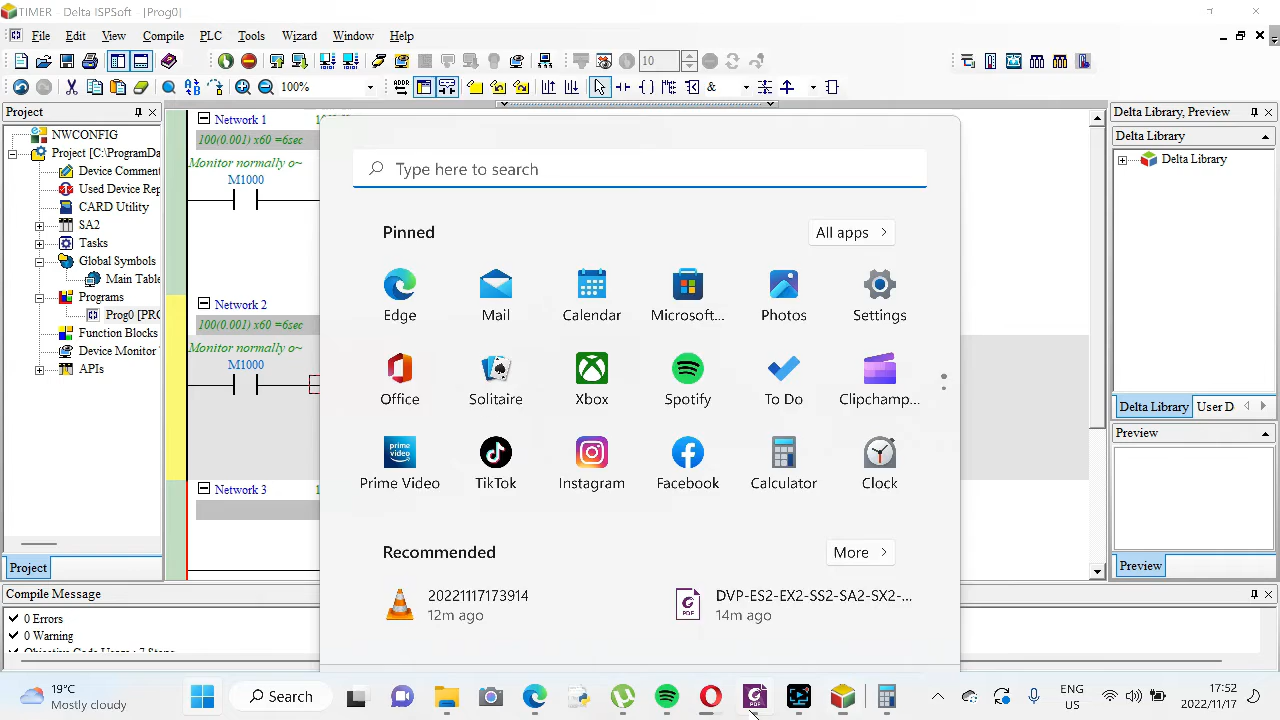 TIMER - Delta ISPSoft - [Prog0]
File Edit View Compile PLC Tools Wizard Window Help
10
100%
&
Project
NWCONFIG
Project [C:\ProgramDa
Device Commen
Used Device Rep
CARD Utility
SA2
Tasks
Global Symbols
Main Table
Programs
Prog0 [PRO
Function Blocks
Device Monitor
APIs
Project
Network 1
100(0.001) x60 =6sec
Monitor normally o~
M1000
Network 2
100(0.001) x60 =6sec
Monitor normally o~
M1000
Network 3
Type here to search
Pinned
All apps
Edge
Mail
Calendar
Microsoft...
Photos
Settings
Office
Solitaire
Xbox
Spotify
To Do
Clipchamp...
prime video
Prime Video
TikTok
Instagram
Facebook
Calculator
Clock
Recommended
More
20221117173914
12m ago
PDF
DVP-ES2-EX2-SS2-SA2-SX2-...
14m ago
Delta Library, Preview
Delta Library
Delta Library
Delta Library User D
Preview
Preview
Compile Message
0 Errors
0 Warning
19°C
Mostly cloudy
Search
ENG
US
17:53
2022/11/17